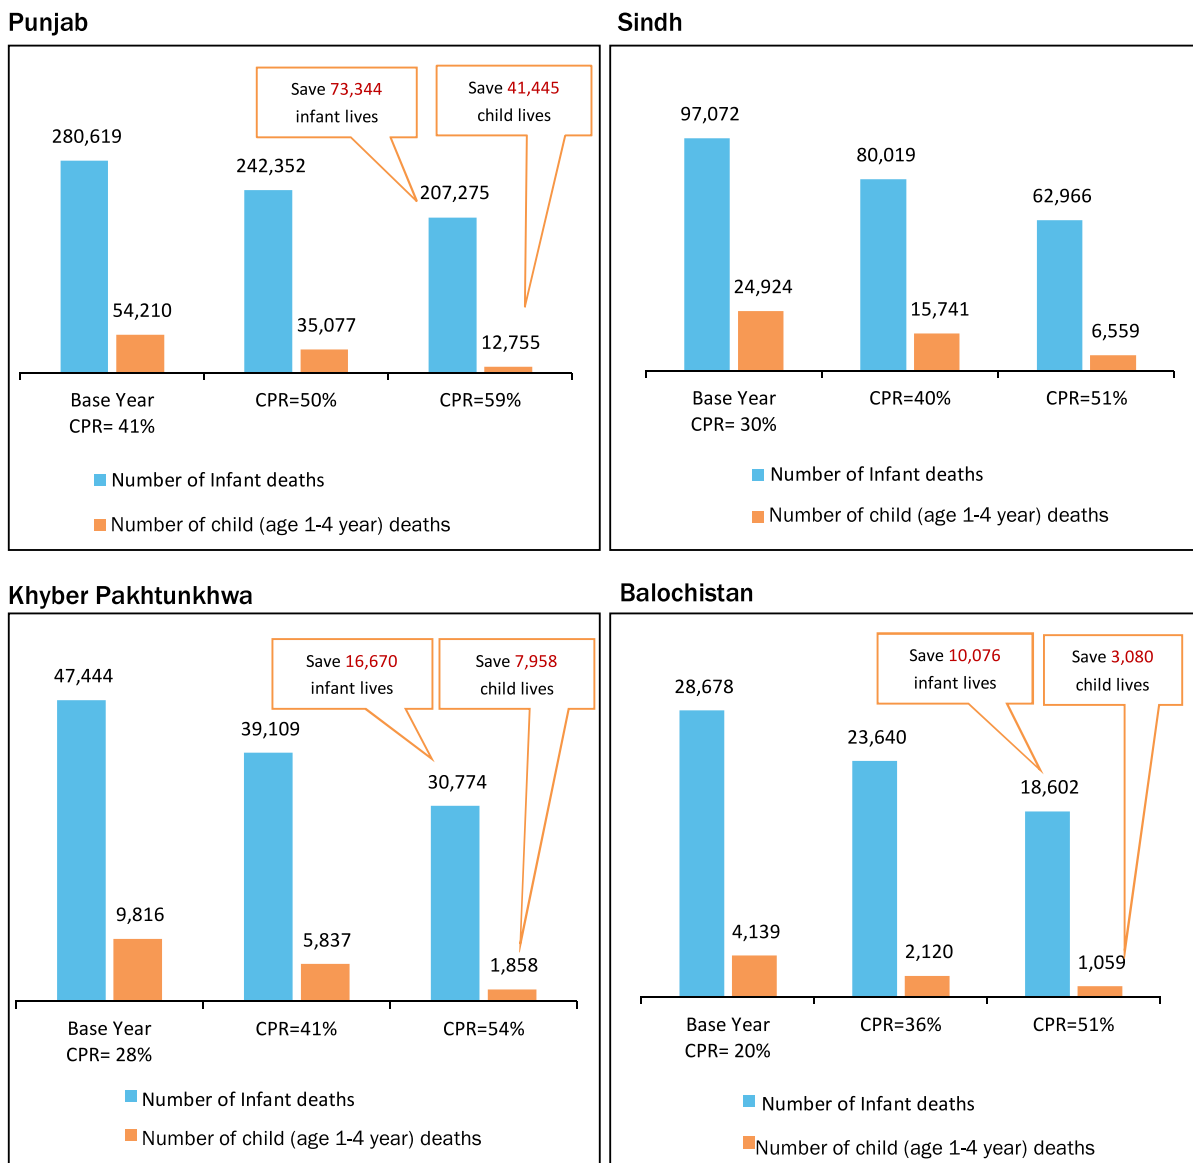 Punjab
Save 73,344
infant lives
Save 41,445
child lives
280,619
242,352
207,275
54,210
35,077
12,755
Base Year
CPR= 41%
CPR=50%
CPR=59%
Number of Infant deaths
Number of child (age 1-4 year) deaths
Sindh
97,072
80,019
62,966
24,924
15,741
6,559
Base Year
CPR= 30%
CPR=40%
CPR=51%
Number of Infant deaths
Number of child (age 1-4 year) deaths
Khyber Pakhtunkhwa
Save 16,670
infant lives
Save 7,958
child lives
47,444
39,109
30,774
9,816
5,837
1,858
Base Year
CPR= 28%
CPR=41%
CPR=54%
Number of Infant deaths
Number of child (age 1-4 year) deaths
Balochistan
Save 10,076
infant lives
Save 3,080
child lives
28,678
23,640
18,602
4,139
2,120
1,059
Base Year
CPR= 20%
CPR=36%
CPR=51%
Number of Infant deaths
Number of child (age 1-4 year) deaths